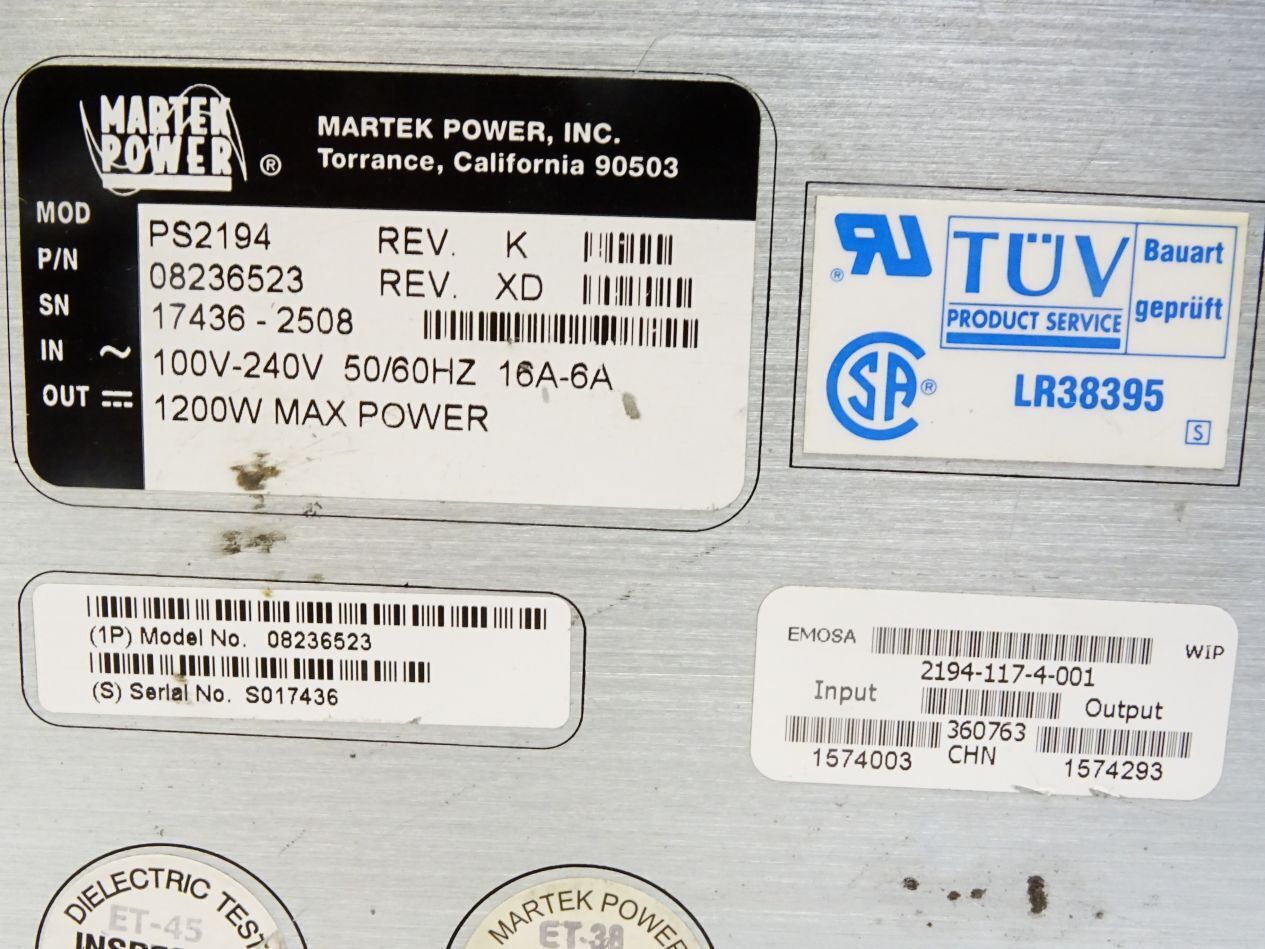 MARTEK
POWER ®
MARTEK POWER, INC.
Torrance, California 90503
MOD PS2194 REV. K
P/N 08236523 REV. XD
SN 17436 - 2508
IN ~ 100V-240V 50/60HZ 16A-6A
OUT 1200W MAX POWER
RU ®
TÜV
PRODUCT SERVICE
Bauart
geprüft
CSA ®
LR38395
S
(1P) Model No. 08236523
(S) Serial No. S017436
EMOSA WIP
2194-117-4-001
Input Output
360763
1574003 CHN 1574293
DIELECTRIC TEST
ET-45
MARTEK POWER
ET-38